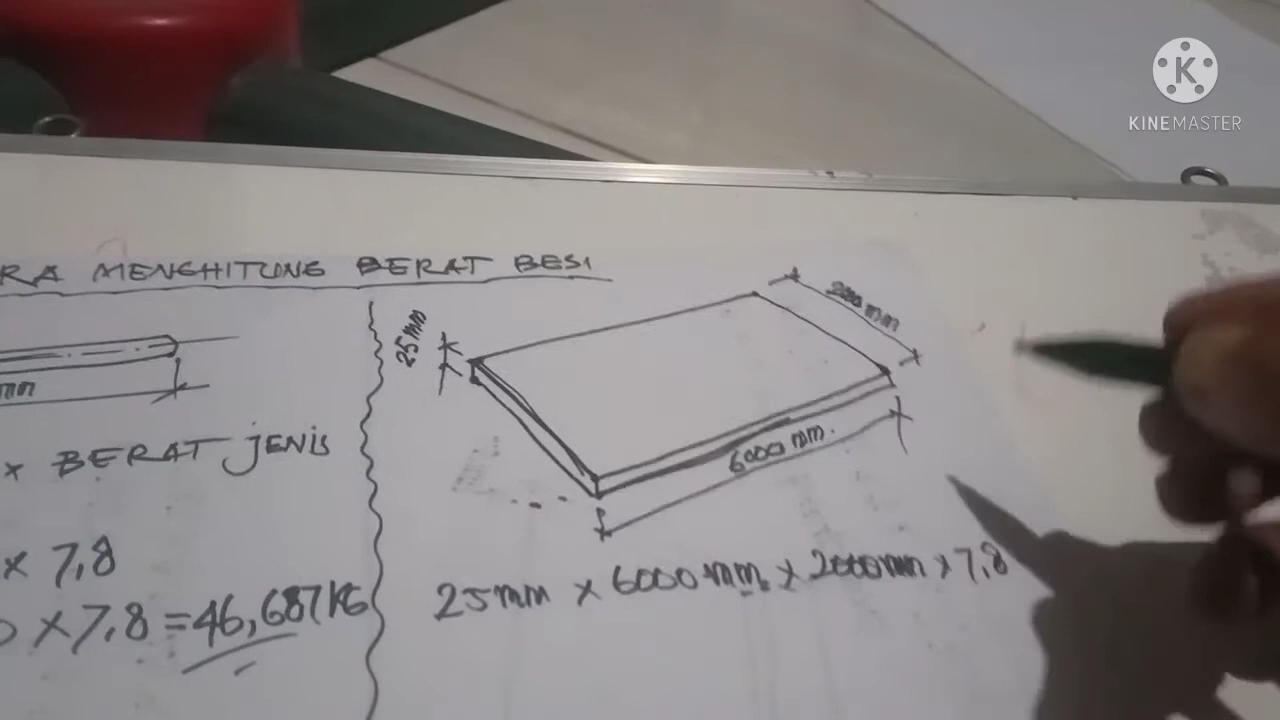 KINEMASTER
RA MENGHITUNG BERAT BESI
mm
x BERAT JENIS
x 7,8
x 7,8 = 46,687 KG
25mm
6000 mm.
25mm x 6000 mm x 2000mm x 7,8